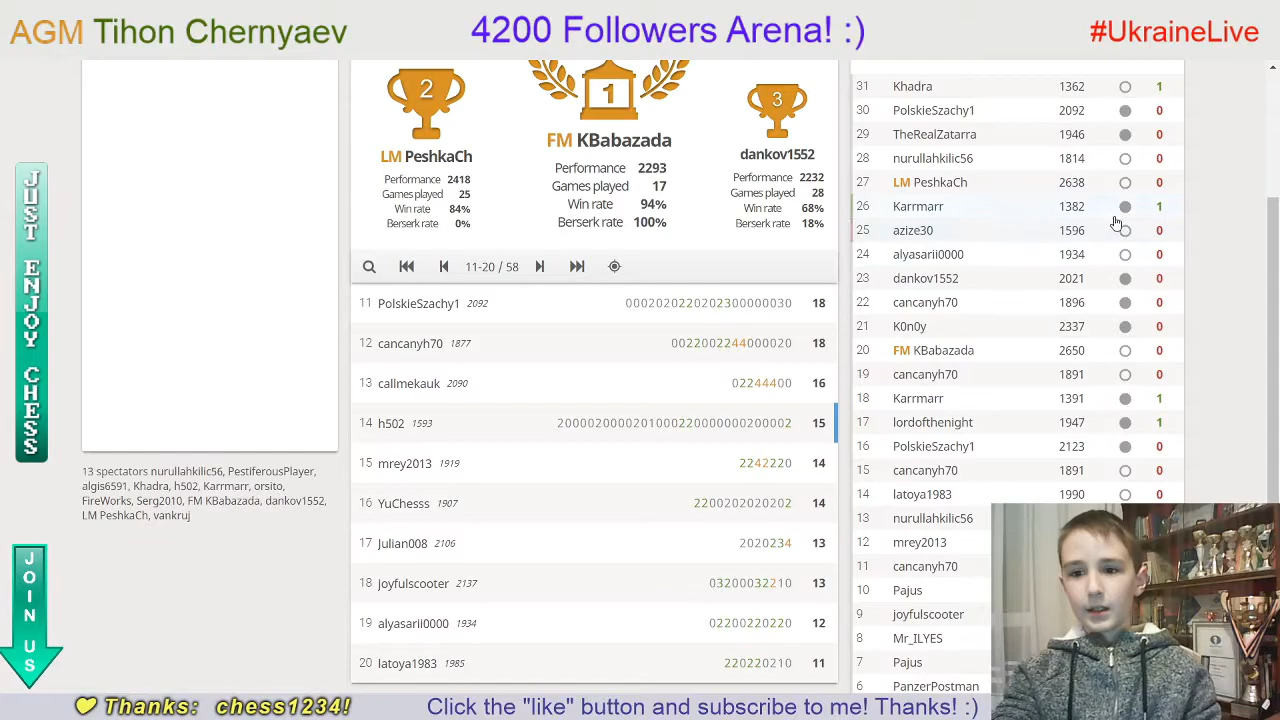 AGM Tihon Chernyaev
4200 Followers Arena! :)
#UkraineLive
JUST ENJOY CHESS
JOIN US
13 spectators nurullahkilic56, PestiferousPlayer,
algis6591, Khadra, h502, Karrmarr, orsito,
FireWorks, Serg2010, FM KBabazada, dankov1552,
LM PeshkaCh, vankruj
2
LM PeshkaCh
Performance 2418
Games played 25
Win rate 84%
Berserk rate 0%
1
FM KBabazada
Performance 2293
Games played 17
Win rate 94%
Berserk rate 100%
3
dankov1552
Performance 2232
Games played 28
Win rate 68%
Berserk rate 18%
11-20 / 58
11 PolskieSzachy1 2092 0002020220202300000030 18
12 cancanyh70 1877 0022002244000020 18
13 callmekauk 2090 02244400 16
14 h502 1593 2000020000201000220000000200002 15
15 mrey2013 1919 2242220 14
16 YuChesss 1907 2200202020202 14
17 Julian008 2106 2020234 13
18 joyfulscooter 2137 03200032210 13
19 alyasarii0000 1934 02200220220 12
20 latoya1983 1985 220220210 11
31 Khadra 1362 1
30 PolskieSzachy1 2092 0
29 TheRealZatarra 1946 0
28 nurullahkilic56 1814 0
27 LM PeshkaCh 2638 0
26 Karrmarr 1382 1
25 azize30 1596 0
24 alyasarii0000 1934 0
23 dankov1552 2021 0
22 cancanyh70 1896 0
21 K0n0y 2337 0
20 FM KBabazada 2650 0
19 cancanyh70 1891 0
18 Karrmarr 1391 1
17 lordofthenight 1947 1
16 PolskieSzachy1 2123 0
15 cancanyh70 1891 0
14 latoya1983 1990 0
13 nurullahkilic56
12 mrey2013
11 cancanyh70
10 Pajus
9 joyfulscooter
8 Mr_ILYES
7 Pajus
6 PanzerPostman
Thanks: chess1234!
Click the "like" button and subscribe to me! Thanks! :)